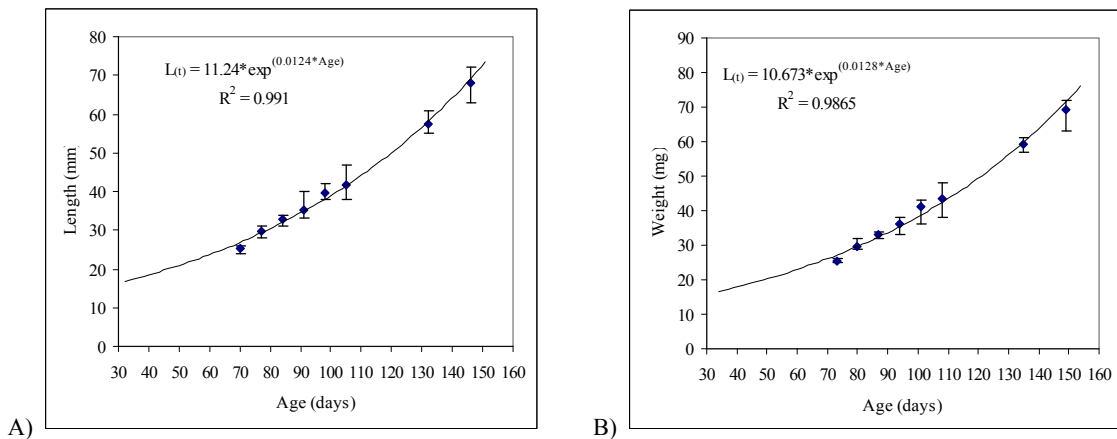 80
70
60
50
40
30
20
10
0
L(t) = 11.24*exp(0.0124*Age)
R2 = 0.991
Length (mm)
30 40 50 60 70 80 90 100 110 120 130 140 150 160
Age (days)
A)
90
80
70
60
50
40
30
20
10
0
L(t) = 10.673*exp(0.0128*Age)
R2 = 0.9865
Weight (mg)
30 40 50 60 70 80 90 100 110 120 130 140 150 160
Age (days)
B)